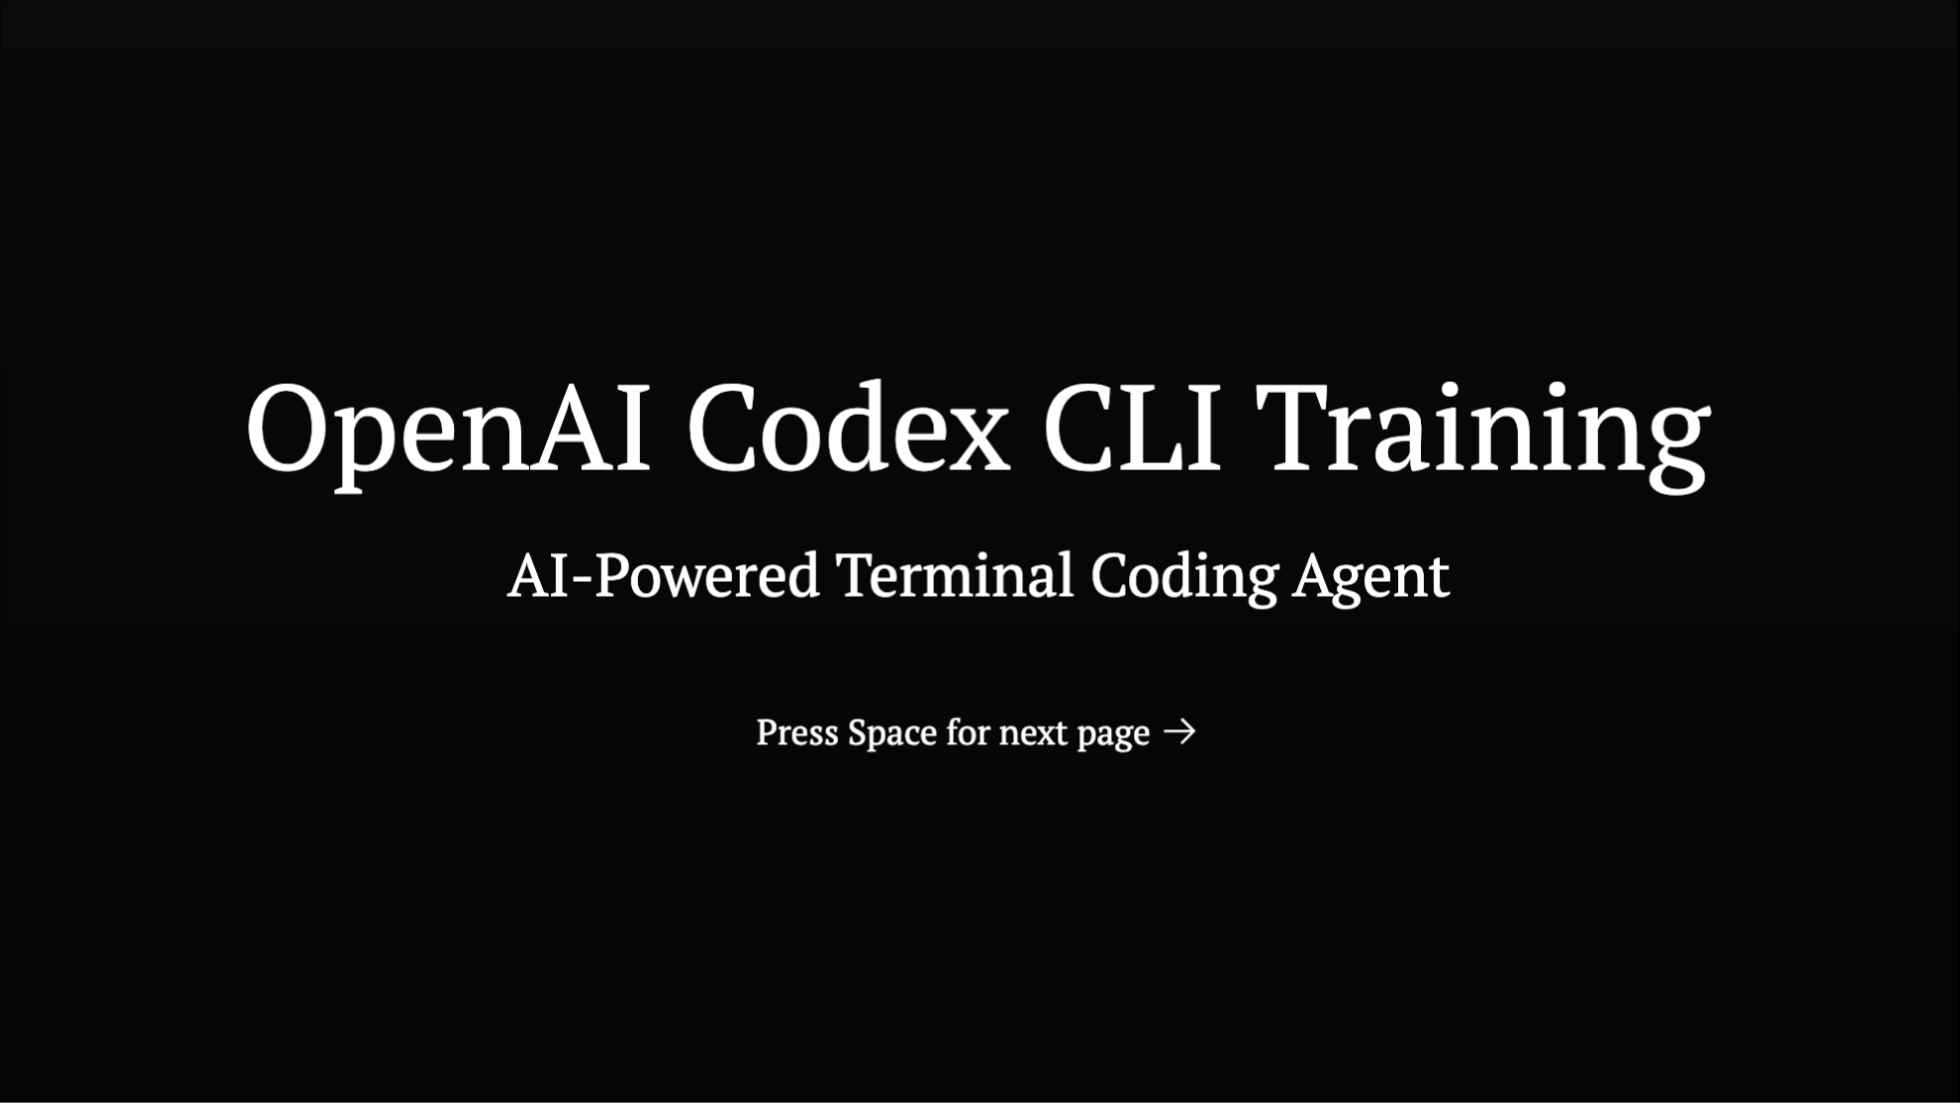 OpenAI Codex CLI Training
AI-Powered Terminal Coding Agent
Press Space for next page →